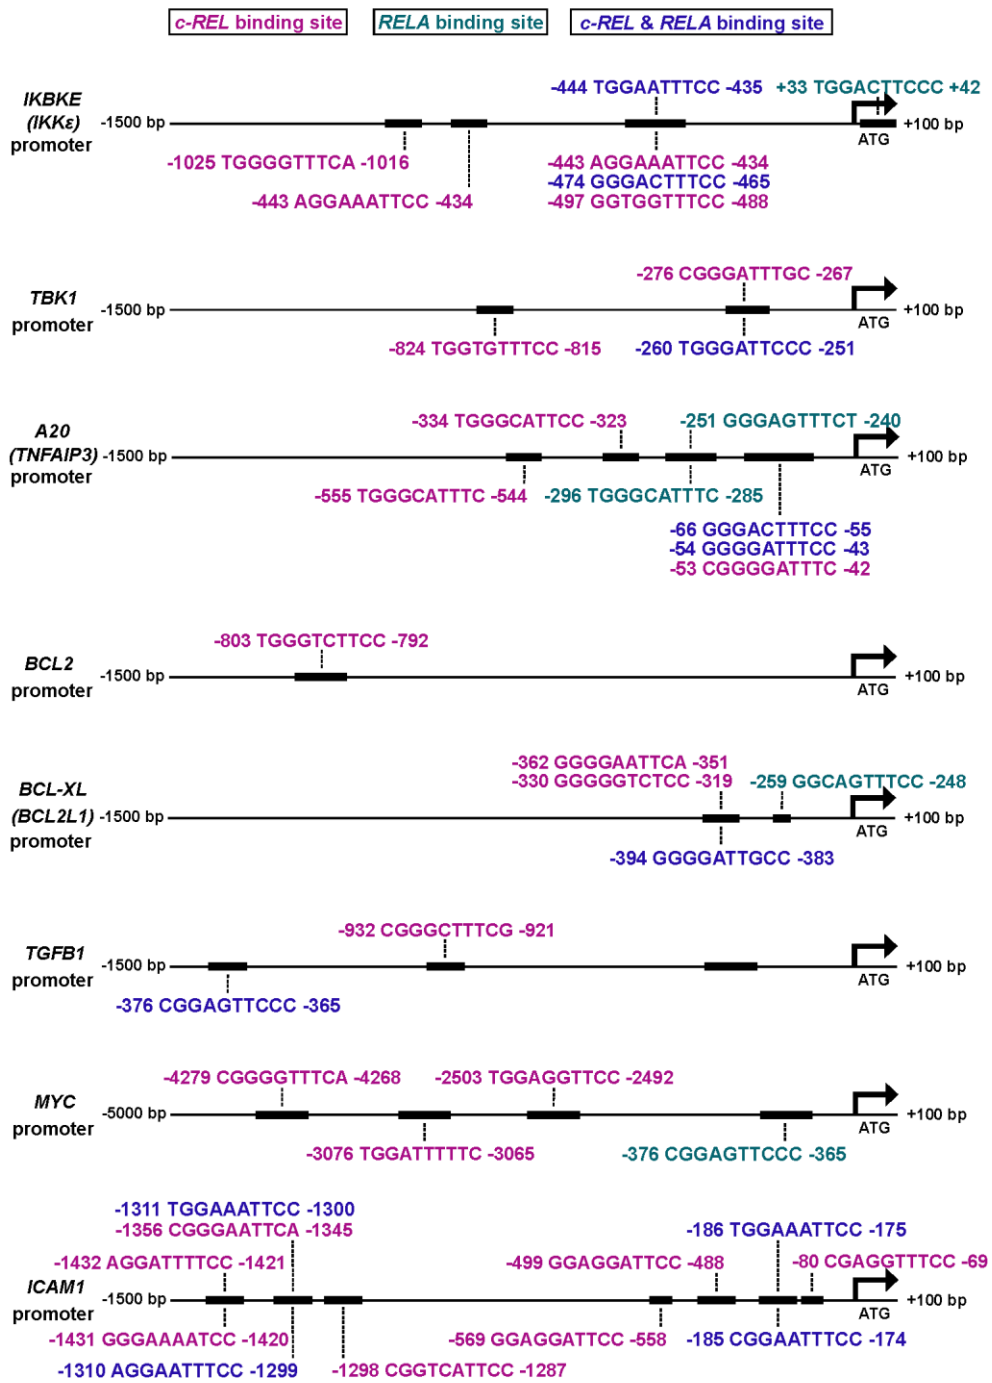 c-REL binding site RELA binding site c-REL & RELA binding site
-444 TGGAATTTCC -435 +33 TGGACTTCCC +42
IKBKE
(IKKε)
promoter
-1500 bp ATG +100 bp
-1025 TGGGGTTTCA -1016 -443 AGGAAATTCC -434
-474 GGGACTTTCC -465
-443 AGGAAATTCC -434 -497 GGTGGTTTCC -488
-276 CGGGATTTGC -267
TBK1
promoter
-1500 bp ATG +100 bp
-824 TGGTGTTTCC -815 -260 TGGGATTCCC -251
-334 TGGGCATTCC -323 -251 GGGAGTTTCT -240
A20
(TNFAIP3)
promoter
-1500 bp ATG +100 bp
-555 TGGGCATTTC -544 -296 TGGGCATTTC -285
-66 GGGACTTTCC -55
-54 GGGGATTTCC -43
-53 CGGGGATTTC -42
-803 TGGGTCTTCC -792
BCL2
promoter
-1500 bp ATG +100 bp
-362 GGGGAATTCA -351
-330 GGGGGTCTCC -319 -259 GGCAGTTTCC -248
BCL-XL
(BCL2L1)
promoter
-1500 bp ATG +100 bp
-394 GGGGATTGCC -383
-932 CGGGCTTTCG -921
TGFB1
promoter
-1500 bp ATG +100 bp
-376 CGGAGTTCCC -365
-4279 CGGGGTTTCA -4268 -2503 TGGAGGTTCC -2492
MYC
promoter
-5000 bp ATG +100 bp
-3076 TGGATTTTTC -3065 -376 CGGAGTTCCC -365
-1311 TGGAAATTCC -1300
-1356 CGGGAATTCA -1345 -186 TGGAAATTCC -175
-1432 AGGATTTTCC -1421 -499 GGAGGATTCC -488 -80 CGAGGTTTCC -69
ICAM1
promoter
-1500 bp ATG +100 bp
-1431 GGGAAAATCC -1420 -569 GGAGGATTCC -558 -185 CGGAATTTCC -174
-1310 AGGAATTTCC -1299 -1298 CGGTCATTCC -1287